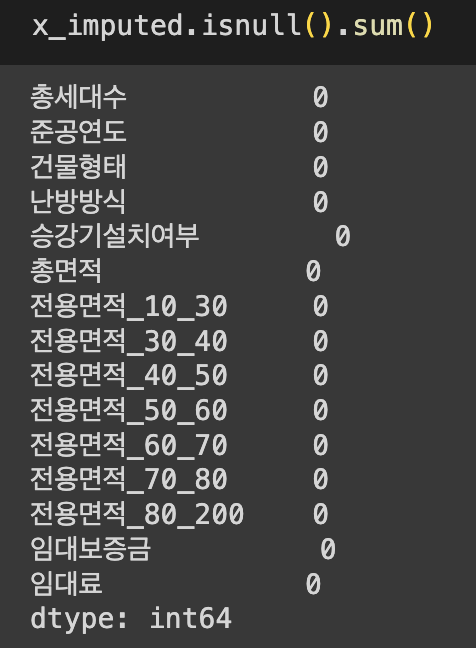 x_imputed.isnull().sum()
총세대수 0
준공연도 0
건물형태 0
난방방식 0
승강기설치여부 0
총면적 0
전용면적_10_30 0
전용면적_30_40 0
전용면적_40_50 0
전용면적_50_60 0
전용면적_60_70 0
전용면적_70_80 0
전용면적_80_200 0
임대보증금 0
임대료 0
dtype: int64